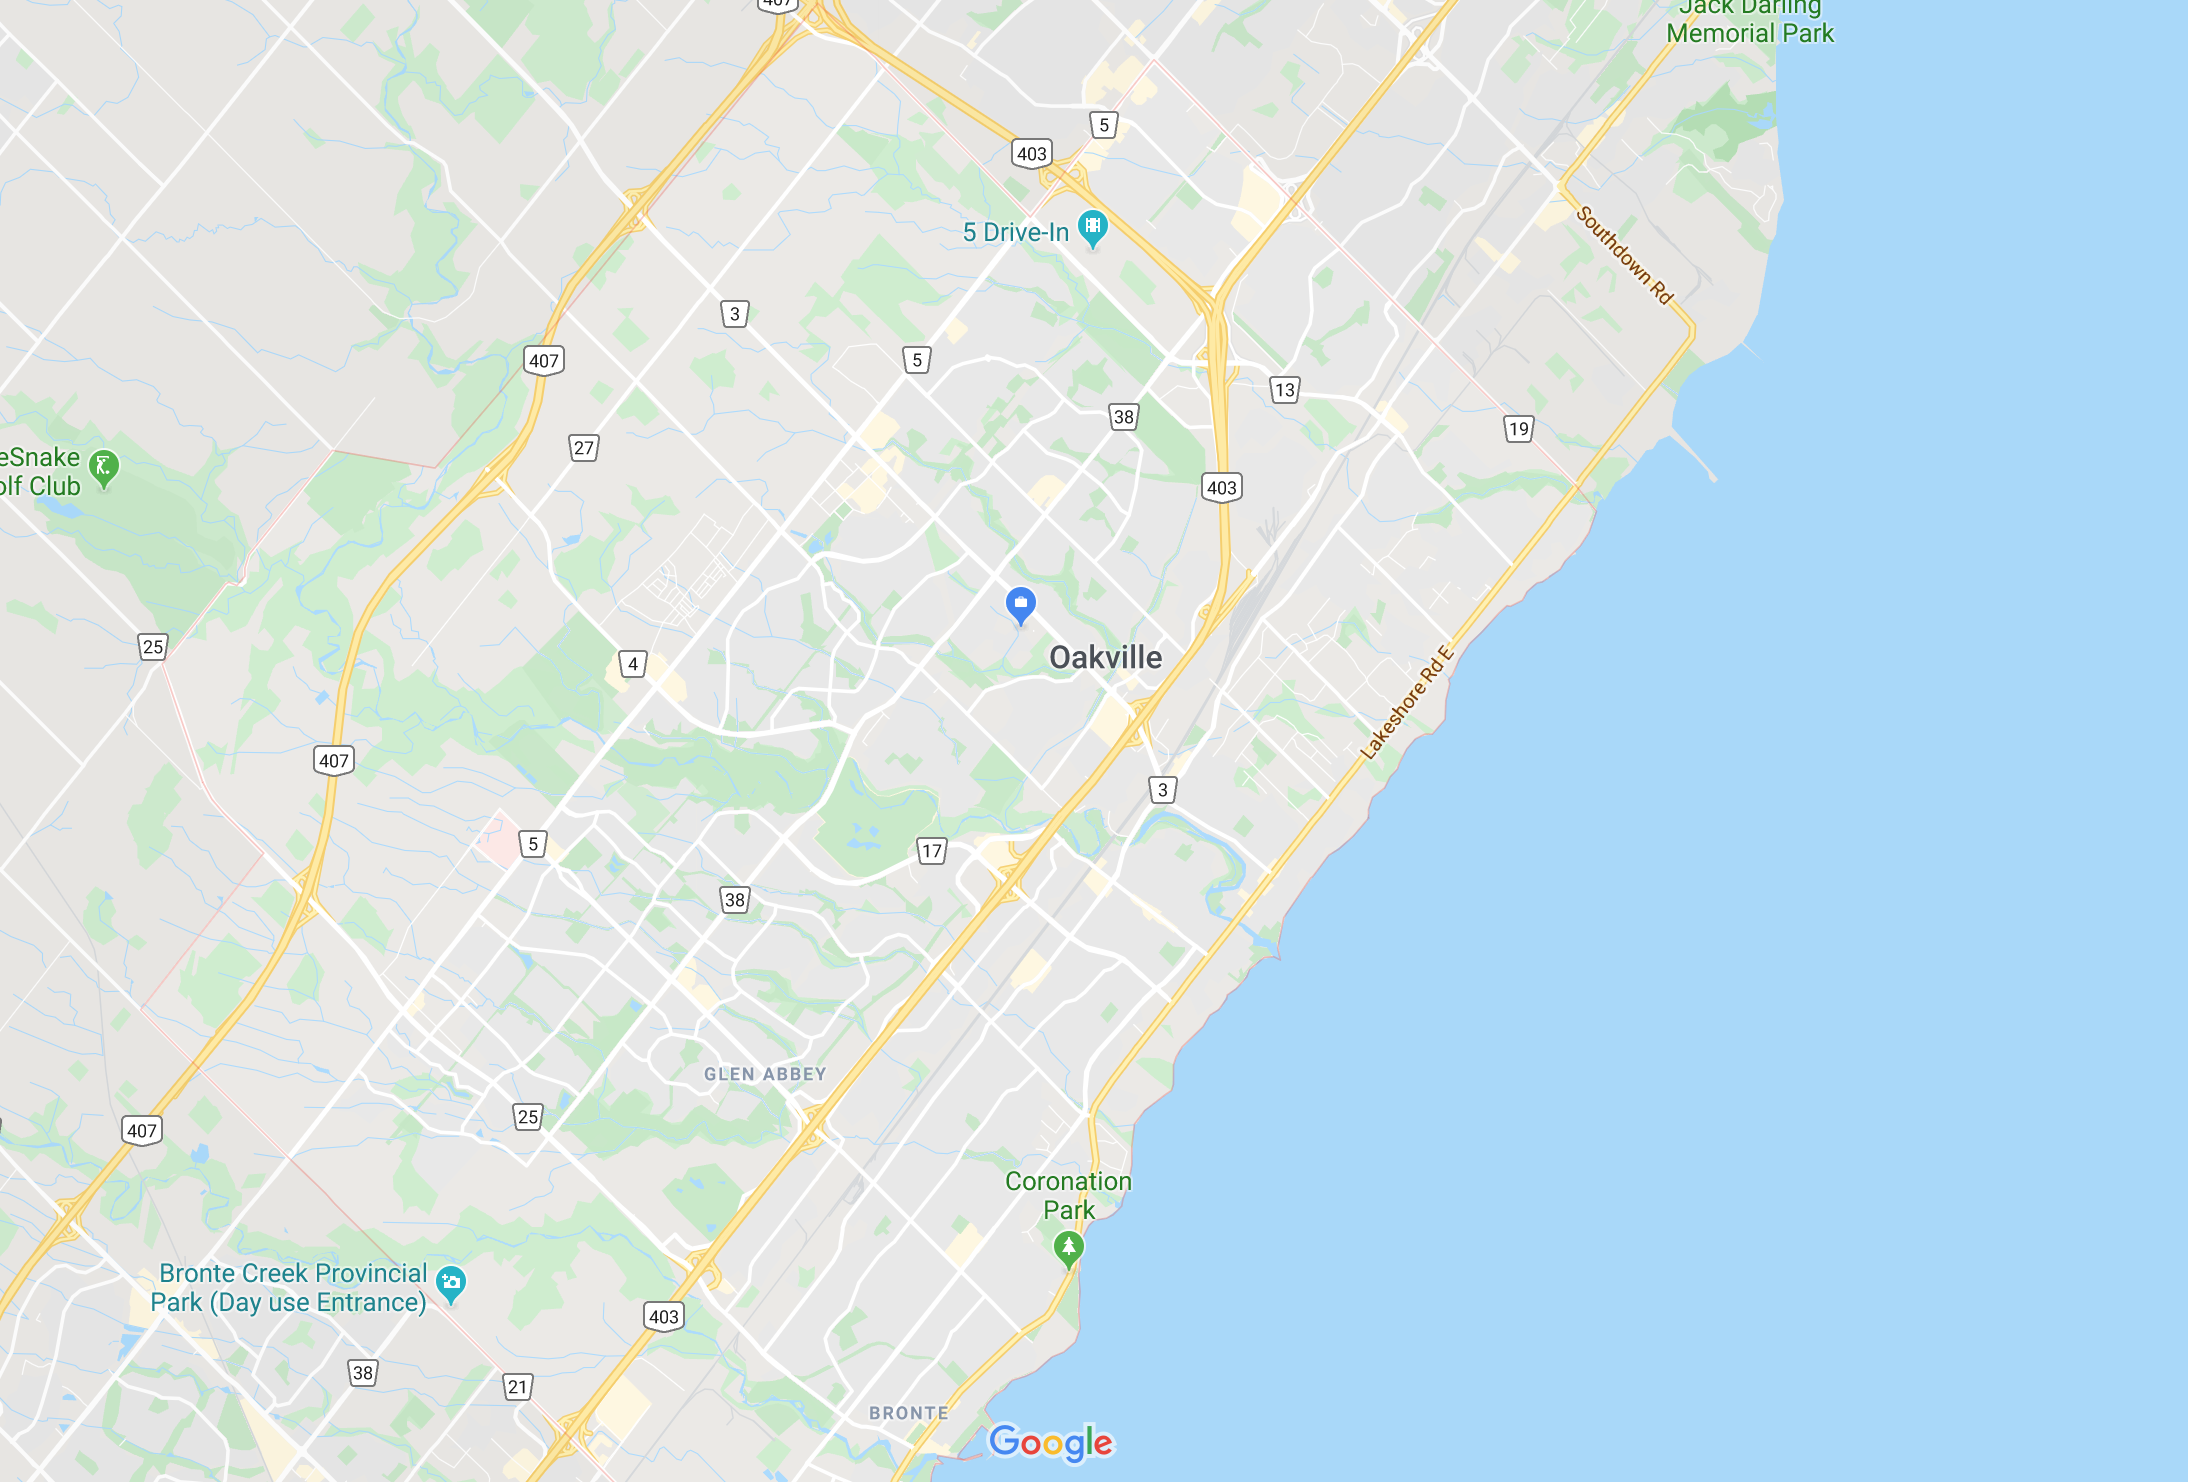 407
Jack Darling
Memorial Park
5
403
5 Drive-In
Southdown Rd
3
5
407
13
38
19
27
eSnake
olf Club
403
25
4
Oakville
Lakeshore Rd E
407
3
5
17
38
GLEN ABBEY
25
407
Coronation
Park
Bronte Creek Provincial
Park (Day use Entrance)
403
38
21
BRONTE
Google